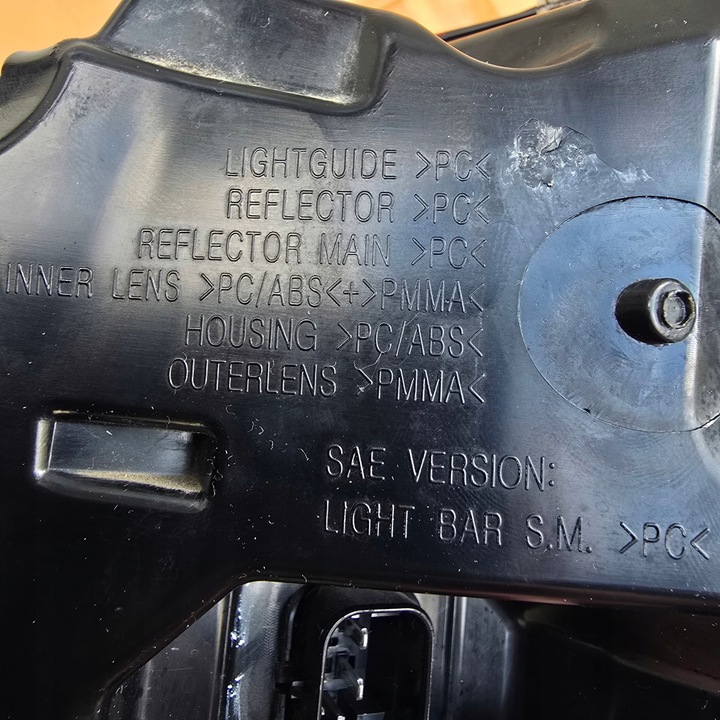 LIGHTGUIDE >PC<
REFLECTOR >PC<
REFLECTOR MAIN >PC<
INNER LENS >PC/ABS<+>PMMA<
HOUSING >PC/ABS<
OUTERLENS >PMMA<
SAE VERSION:
LIGHT BAR S.M. >PC<